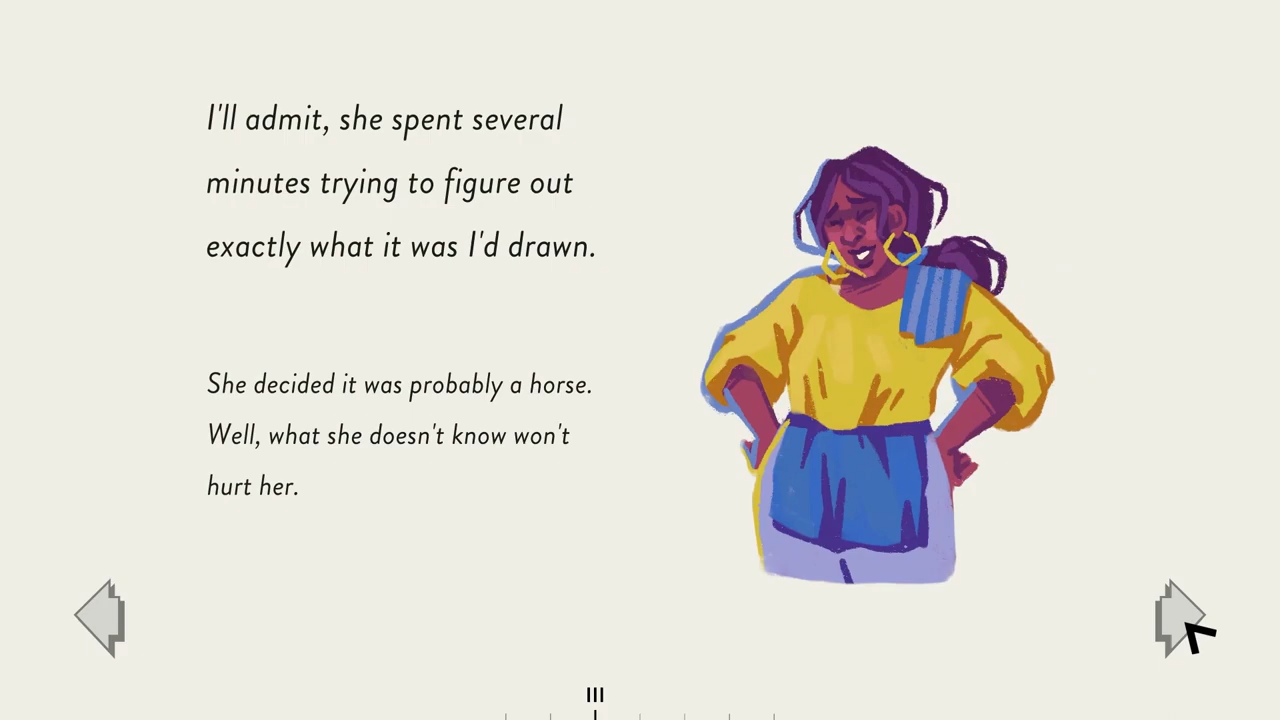 I'll admit, she spent several
minutes trying to figure out
exactly what it was I'd drawn.
She decided it was probably a horse.
Well, what she doesn't know won't
hurt her.
III